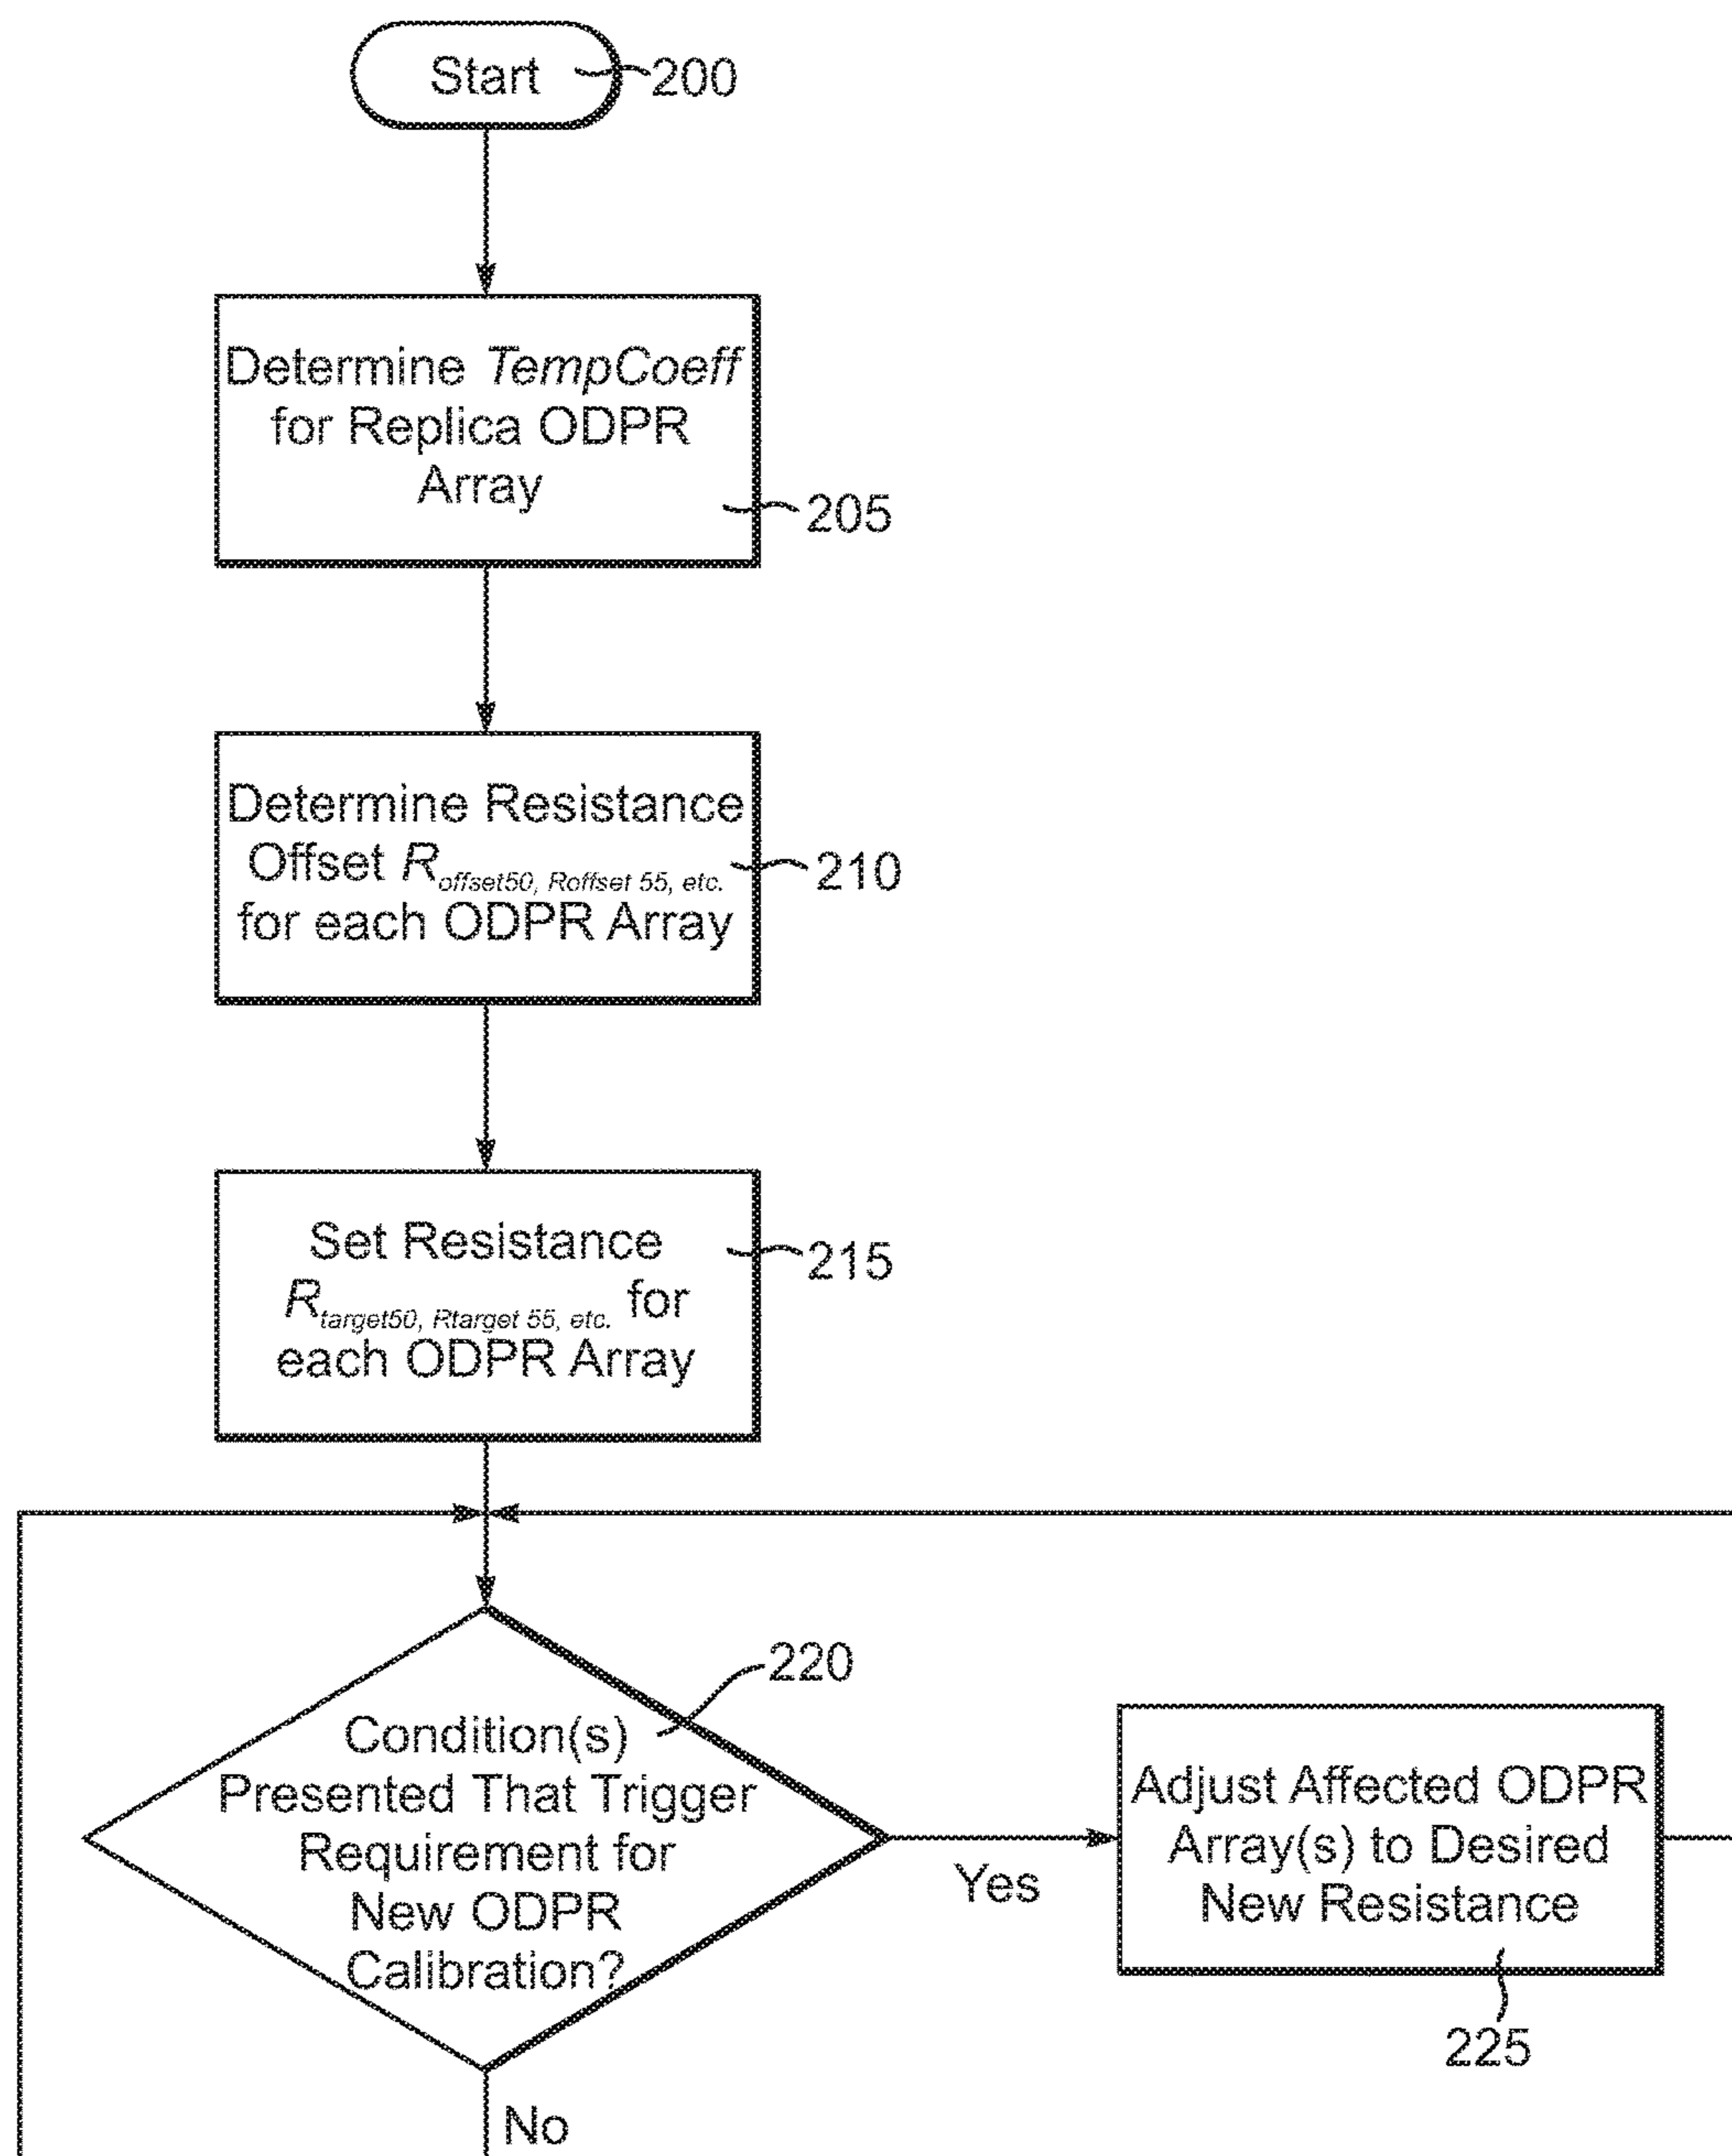 Start
200
Determine TempCoeff
for Replica ODPR
Array
205
Determine Resistance
Offset Roffset50, Roffset 55, etc.
for each ODPR Array
210
Set Resistance
Rtarget50, Rtarget 55, etc. for
each ODPR Array
215
220
Condition(s)
Presented That Trigger
Requirement for
New ODPR
Calibration?
Yes
Adjust Affected ODPR
Array(s) to Desired
New Resistance
225
No